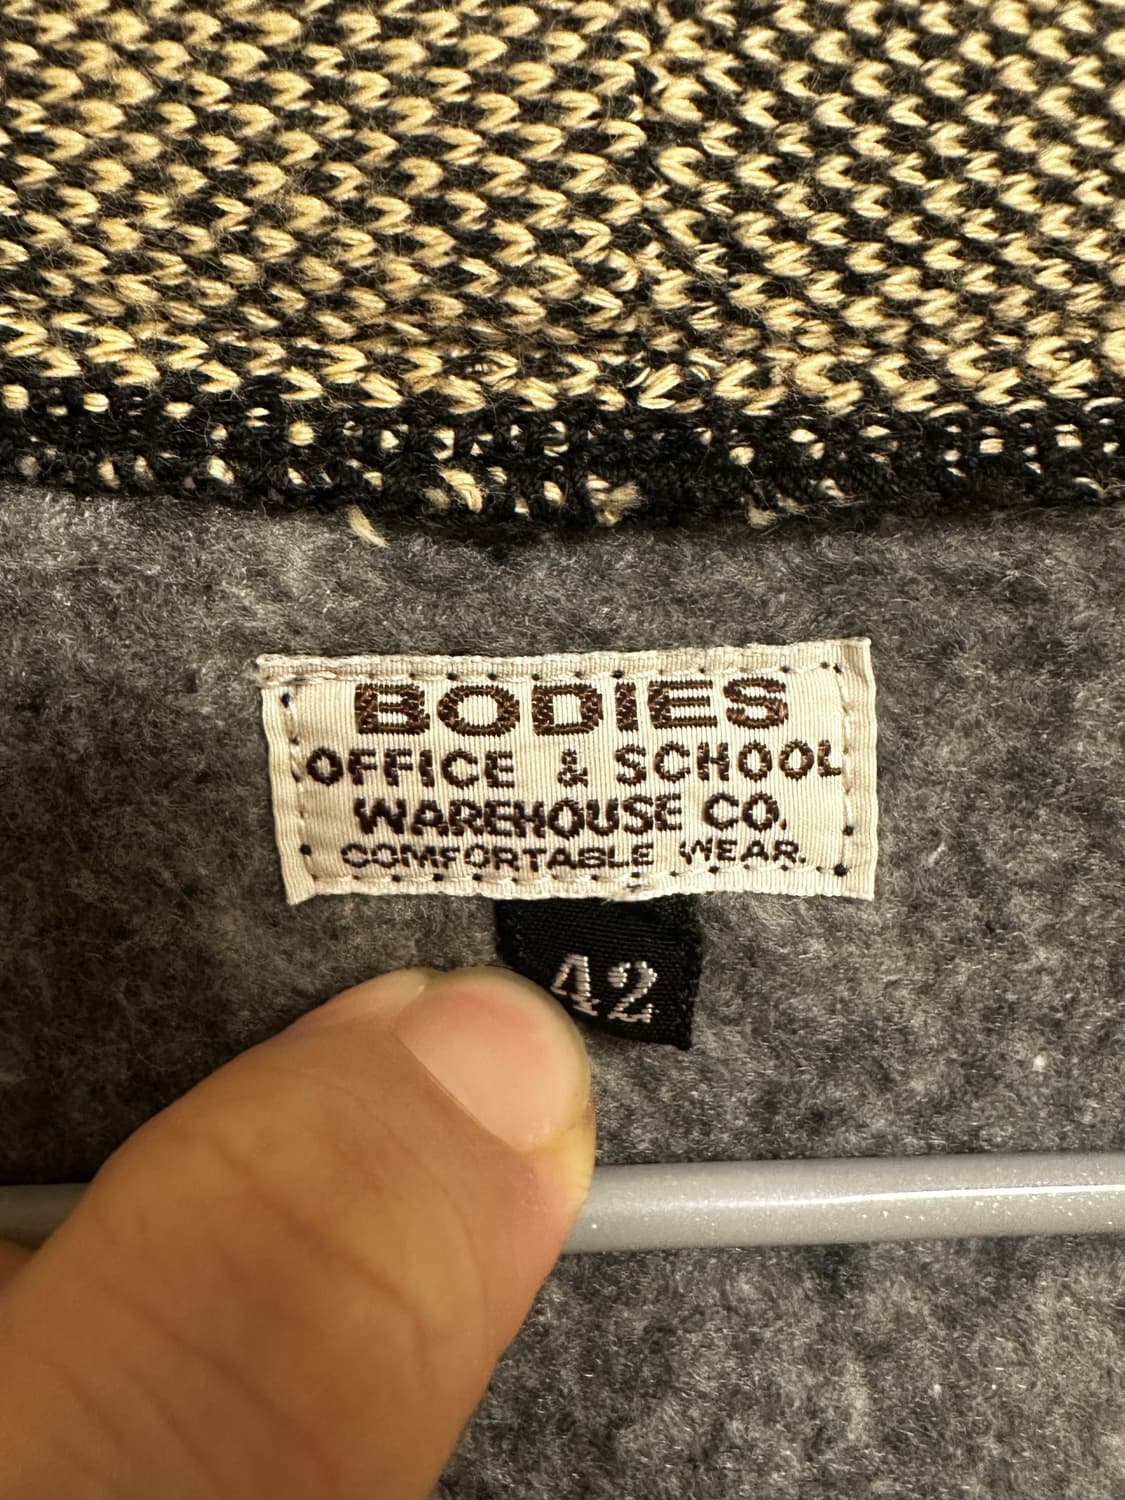 BODIES
OFFICE & SCHOOL
WAREHOUSE CO.
COMFORTABLE WEAR.
42